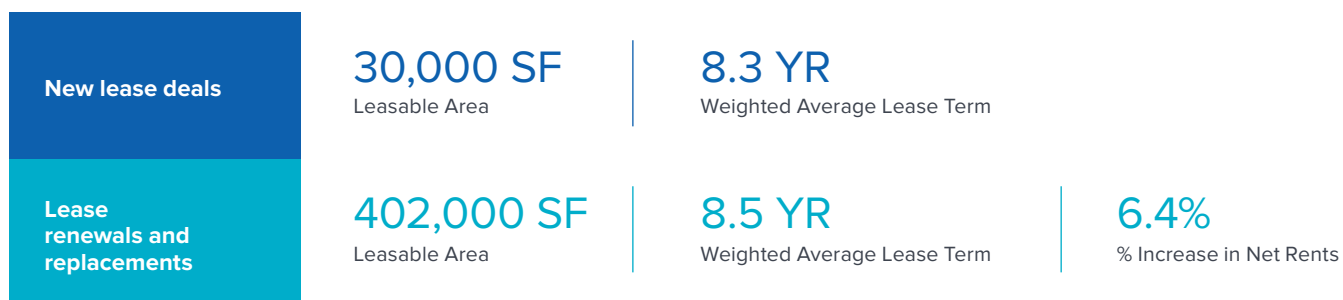 New lease deals
30,000 SF
Leasable Area
8.3 YR
Weighted Average Lease Term
Lease
renewals and
replacements
402,000 SF
Leasable Area
8.5 YR
Weighted Average Lease Term
6.4%
% Increase in Net Rents